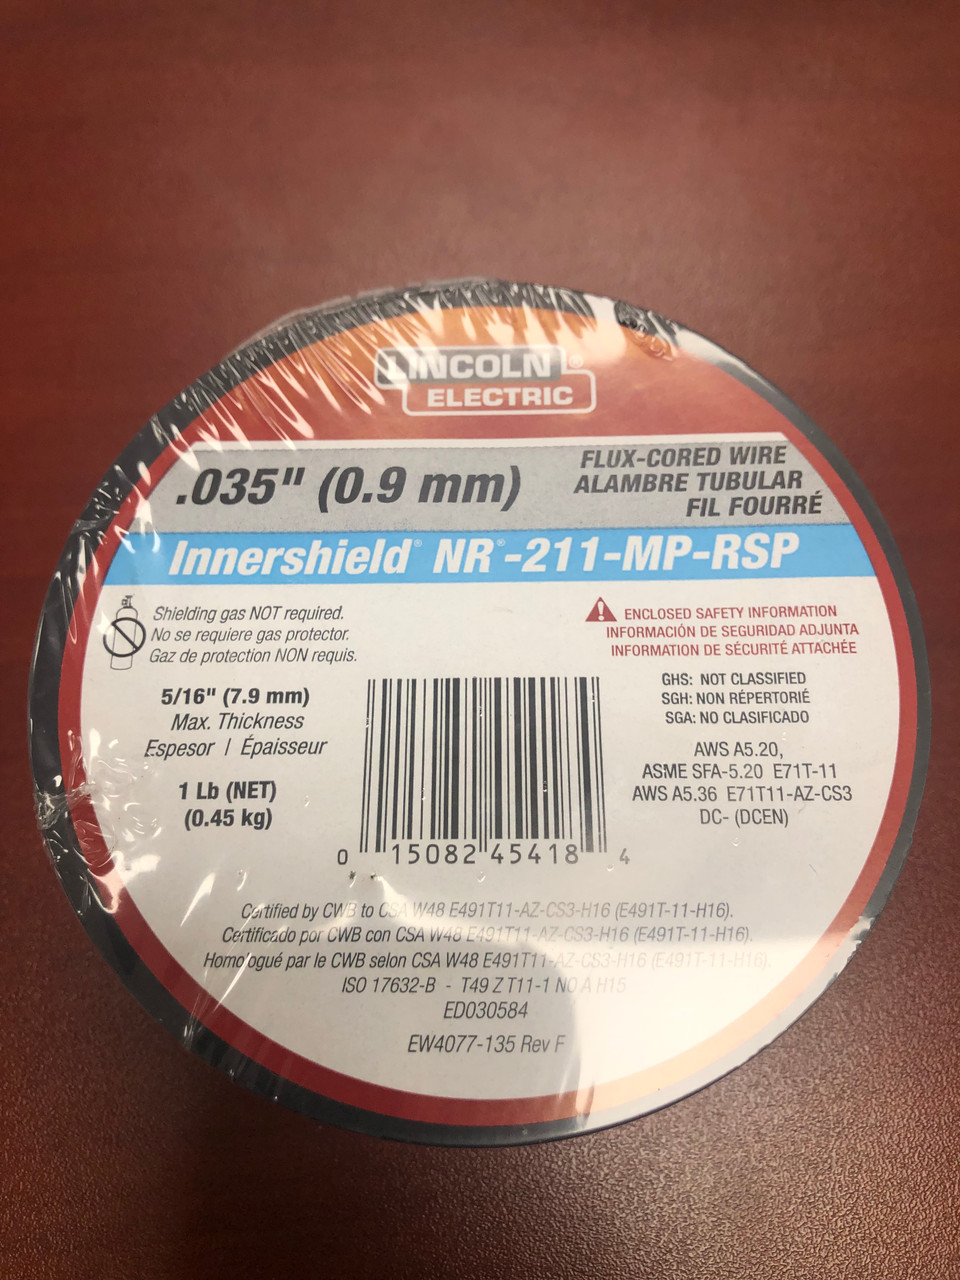 LINCOLN ®
ELECTRIC
.035" (0.9 mm)
FLUX-CORED WIRE
ALAMBRE TUBULAR
FIL FOURRÉ
Innershield® NR®-211-MP-RSP
Shielding gas NOT required.
No se requiere gas protector.
Gaz de protection NON requis.
ENCLOSED SAFETY INFORMATION
INFORMACIÓN DE SEGURIDAD ADJUNTA
INFORMATION DE SÉCURITÉ ATTACHÉE
5/16" (7.9 mm)
Max. Thickness
Espesor / Épaisseur
1 Lb (NET)
(0.45 kg)
GHS: NOT CLASSIFIED
SGH: NON RÉPERTORIÉ
SGA: NO CLASIFICADO
AWS A5.20,
ASME SFA-5.20 E71T-11
AWS A5.36 E71T11-AZ-CS3
DC- (DCEN)
0 15082 45418 4
Certified by CWB to CSA W48 E491T11-AZ-CS3-H16 (E491T-11-H16).
Certificado por CWB con CSA W48 E491T11-AZ-CS3-H16 (E491T-11-H16).
Homologué par le CWB selon CSA W48 E491T11-AZ-CS3-H16 (E491T-11-H16).
ISO 17632-B - T49 Z T11-1 NO A H15
ED030584
EW4077-135 Rev F